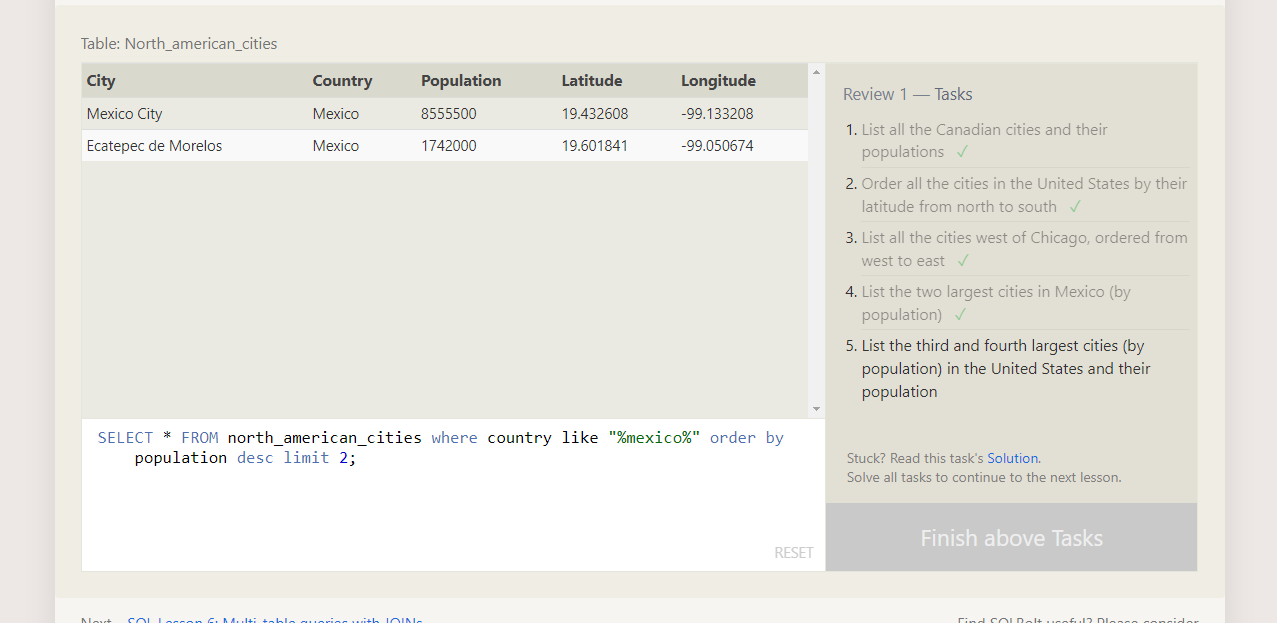 Table: North_american_cities
City Country Population Latitude Longitude
Mexico City Mexico 8555500 19.432608 -99.133208
Ecatepec de Morelos Mexico 1742000 19.601841 -99.050674
SELECT * FROM north_american_cities where country like "%mexico%" order by
population desc limit 2;
RESET
Review 1 — Tasks
1. List all the Canadian cities and their
populations ✓
2. Order all the cities in the United States by their
latitude from north to south ✓
3. List all the cities west of Chicago, ordered from
west to east ✓
4. List the two largest cities in Mexico (by
population) ✓
5. List the third and fourth largest cities (by
population) in the United States and their
population
Stuck? Read this task's Solution.
Solve all tasks to continue to the next lesson.
Finish above Tasks
Next – SQL Lesson 6: Multi-table queries with JOINs
Find SQLBolt useful? Please consider